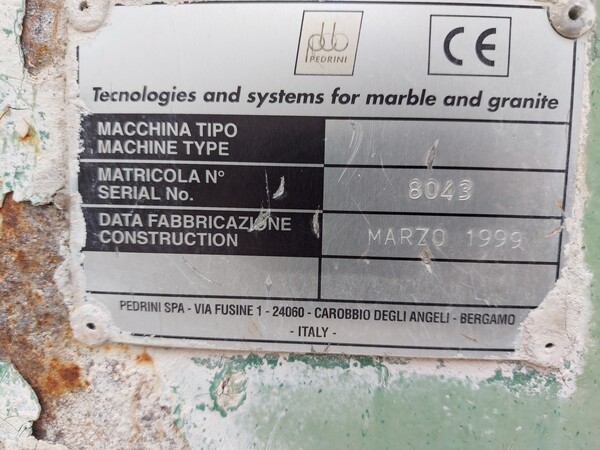 PEDRINI
CE
Tecnologies and systems for marble and granite
MACCHINA TIPO
MACHINE TYPE
MATRICOLA N°
SERIAL No.
8043
DATA FABBRICAZIONE
CONSTRUCTION
MARZO 1999
PEDRINI SPA - VIA FUSINE 1 - 24060 - CAROBBIO DEGLI ANGELI - BERGAMO
- ITALY -